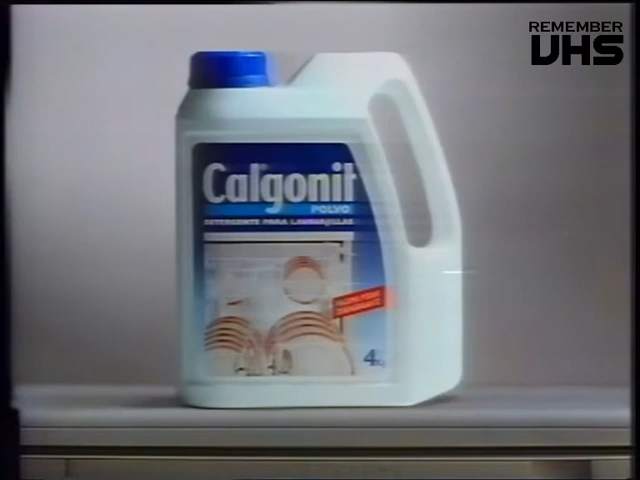 REMEMBER
VHS
Calgonit
POLVO
DETERGENTE PARA LAVAVAJILLAS
4